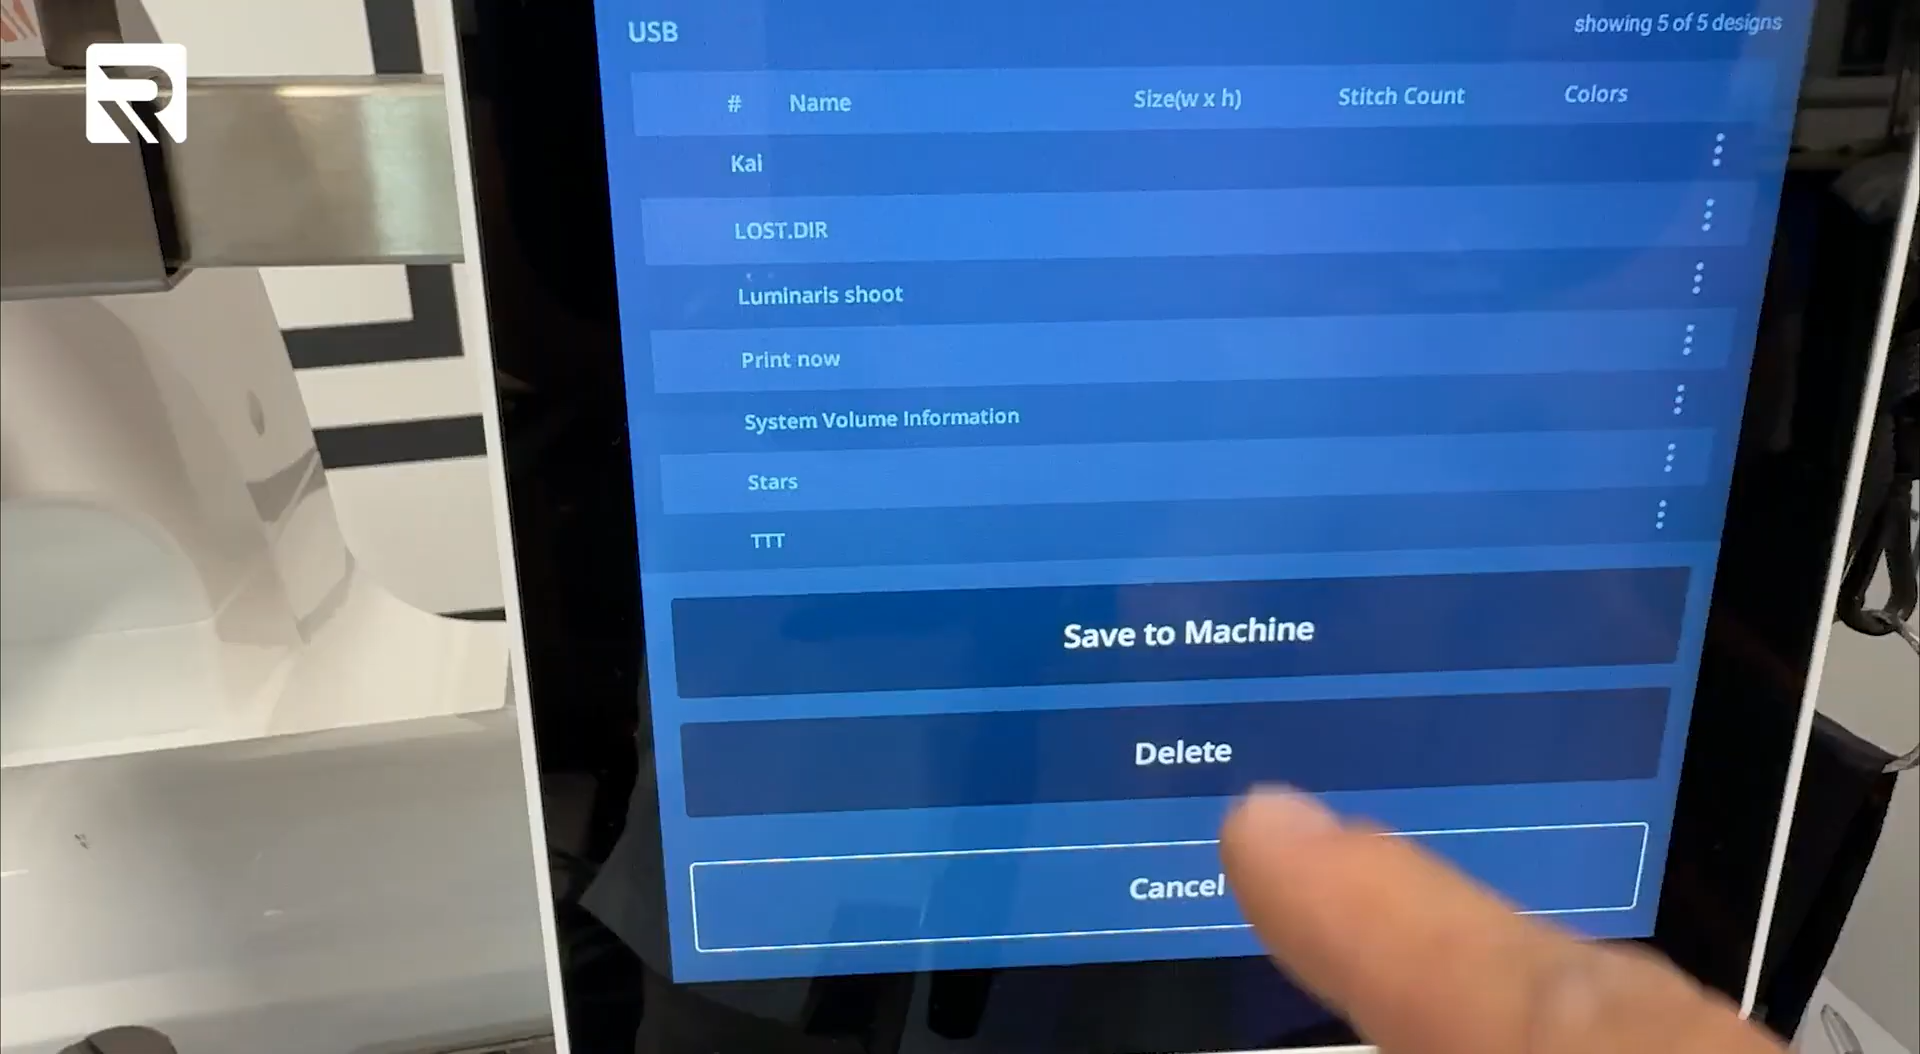 USB
showing 5 of 5 designs
# Name Size(w x h) Stitch Count Colors
Kai
LOST.DIR
Luminaris shoot
Print now
System Volume Information
Stars
TTT
Save to Machine
Delete
Cancel